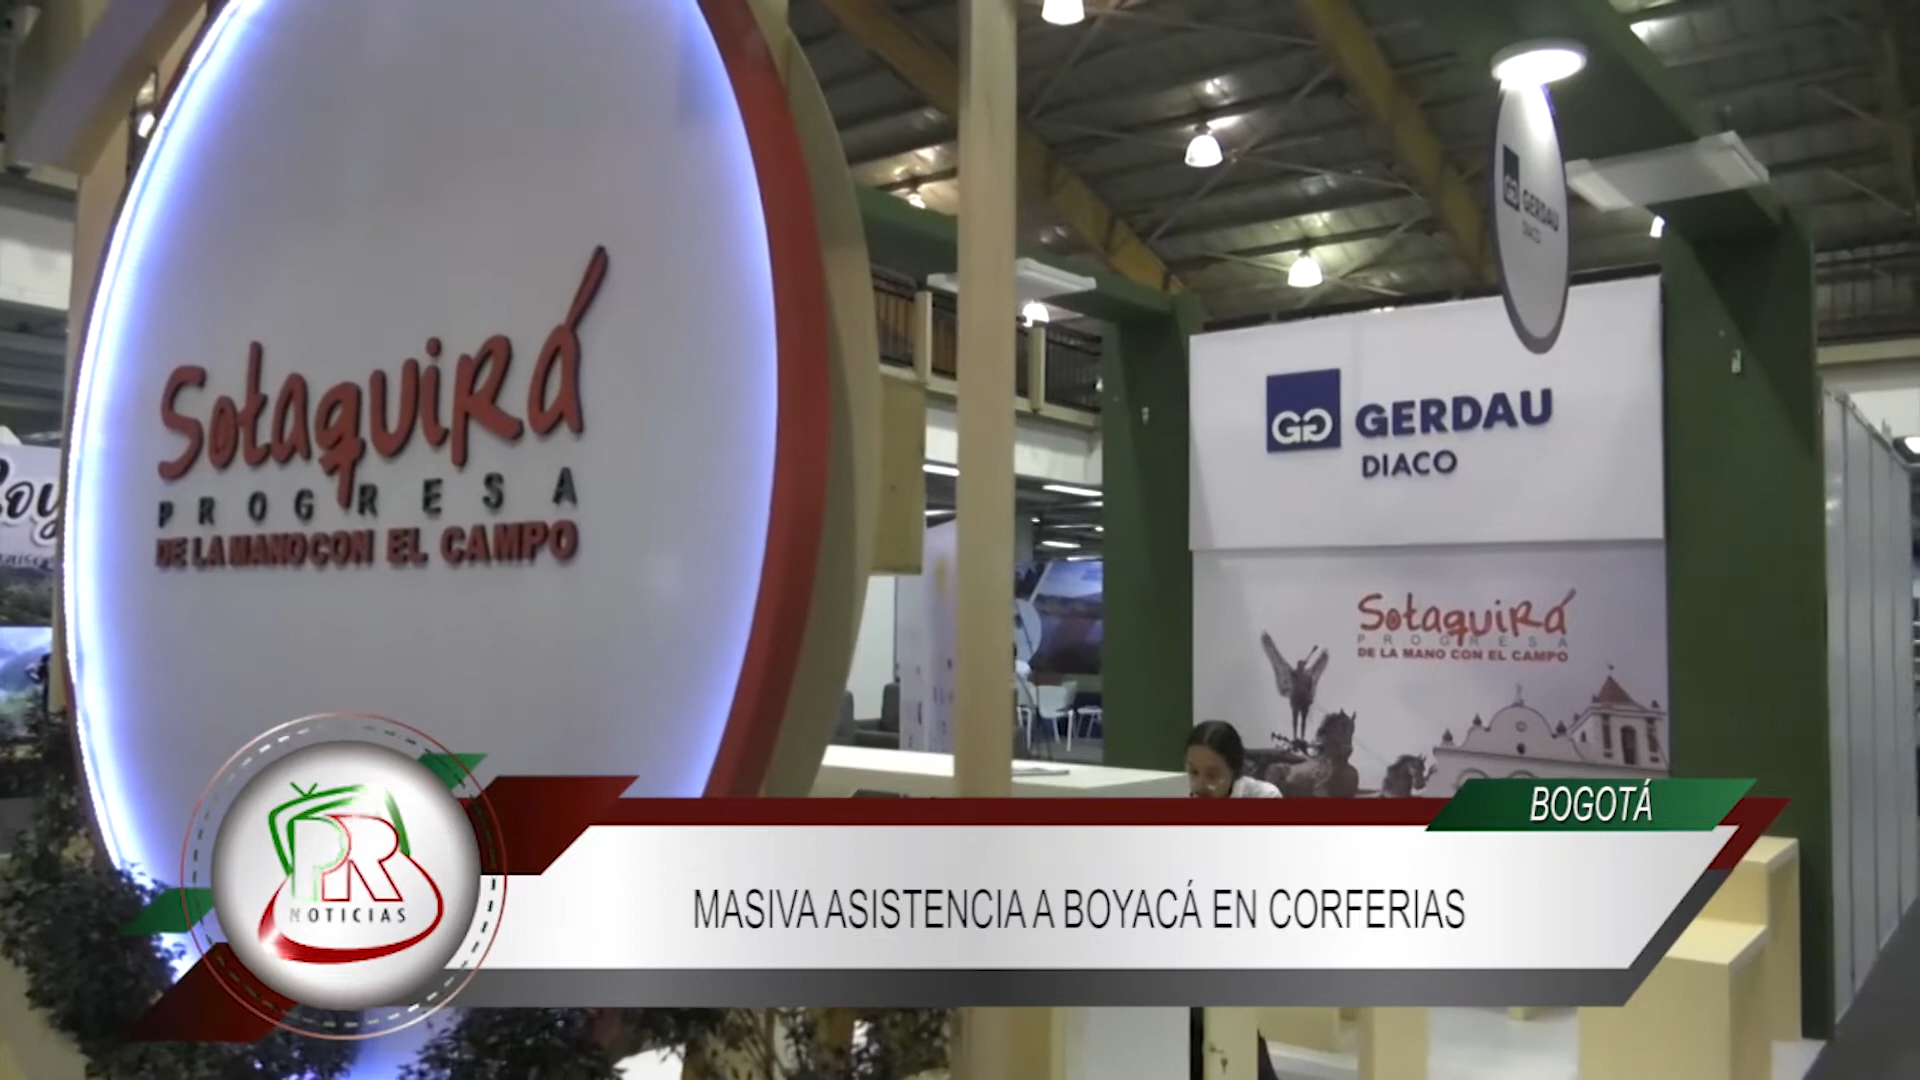 Sotaquirá
PROGRESA
DE LA MANO CON EL CAMPO
GERDAU
DIACO
GG GERDAU
DIACO
Sotaquirá
PROGRESA
DE LA MANO CON EL CAMPO
BOGOTÁ
MASIVA ASISTENCIA A BOYACÁ EN CORFERIAS
PR
NOTICIAS